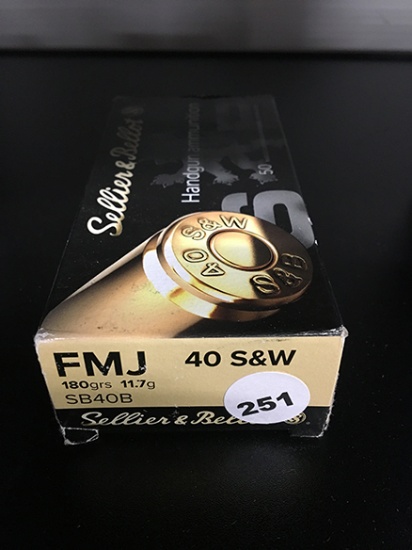 Sellier & Bellot
Handgun ammunition
50
40 S&W
S&B
FMJ 40 S&W
180grs 11.7g
SB40B
251
Sellier & Bellot